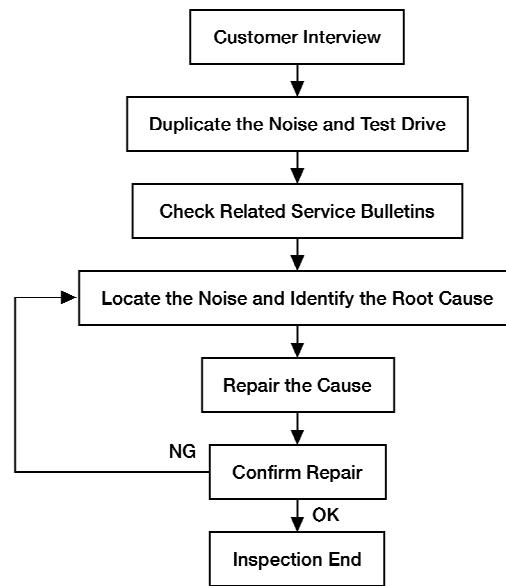 Customer Interview
Duplicate the Noise and Test Drive
Check Related Service Bulletins
Locate the Noise and Identify the Root Cause
Repair the Cause
NG
Confirm Repair
OK
Inspection End